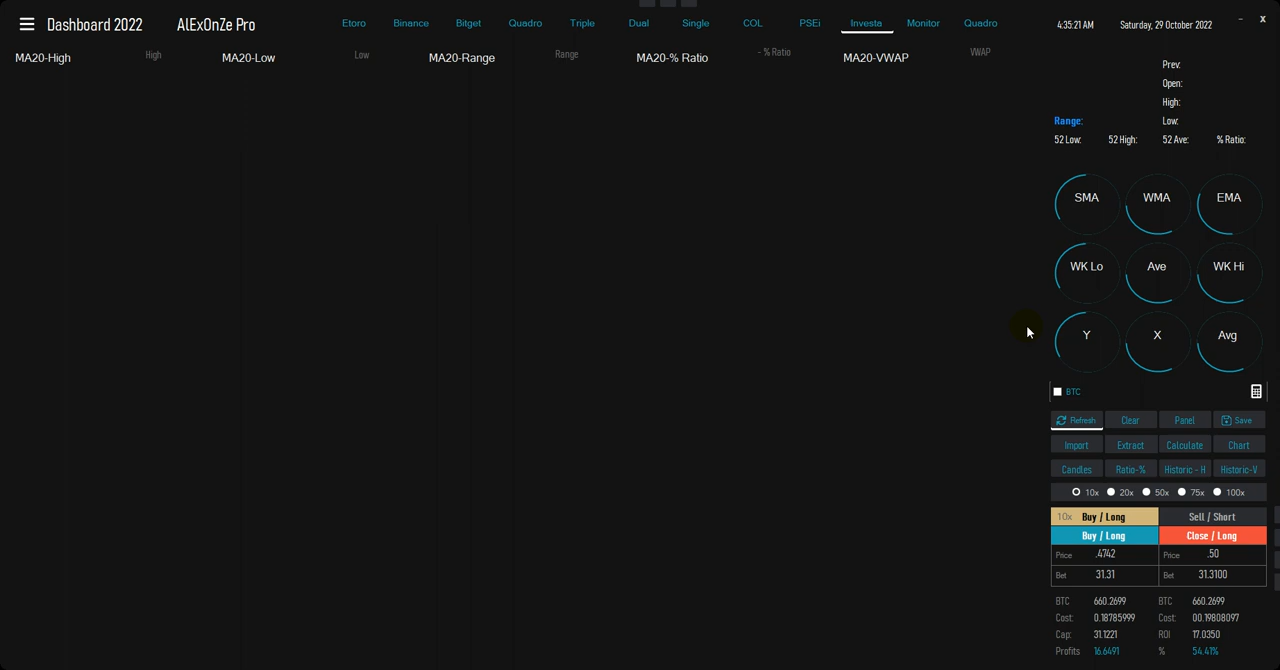 Dashboard 2022 AlExOnZe Pro Etoro Binance Bitget Quadro Triple Dual Single COL PSEi Investa Monitor Quadro 4:35:21 AM Saturday, 29 October 2022 - x
MA20-High High MA20-Low Low MA20-Range Range MA20-% Ratio - % Ratio MA20-VWAP VWAP
Prev:
Open:
High:
Range: Low:
52 Low: 52 High: 52 Ave: % Ratio:
SMA WMA EMA
WK Lo Ave WK Hi
Y X Avg
BTC
Refresh Clear Panel Save
Import Extract Calculate Chart
Candles Ratio-% Historic - H Historic-V
10x 20x 50x 75x 100x
10x Buy / Long Sell / Short
Buy / Long Close / Long
Price .4742 Price .50
Bet 31.31 Bet 31.3100
BTC 660.2699 BTC 660.2699
Cost: 0.18785999 Cost: 00.19808097
Cap: 31.1221 ROI 17.0350
Profits 16.6491 % 54.41%